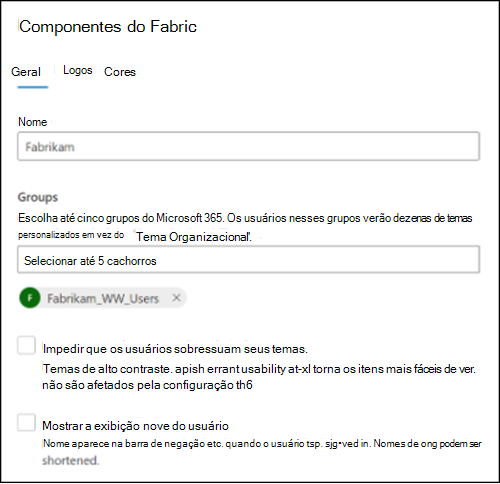 Componentes do Fabric
Geral Logos Cores
Nome
Fabrikam
Groups
Escolha até cinco grupos do Microsoft 365. Os usuários nesses grupos verão dezenas de temas
personalizados em vez do "Tema Organizacional'.
Selecionar até 5 cachorros
F Fabrikam_WW_Users ×
Impedir que os usuários sobressuam seus temas.
Temas de alto contraste. apish errant usability at-xl torna os itens mais fáceis de ver.
não são afetados pela configuração th6
Mostrar a exibição nove do usuário
Nome aparece na barra de negação etc. quando o usuário tsp. sjg•ved in. Nomes de ong podem ser
shortened.